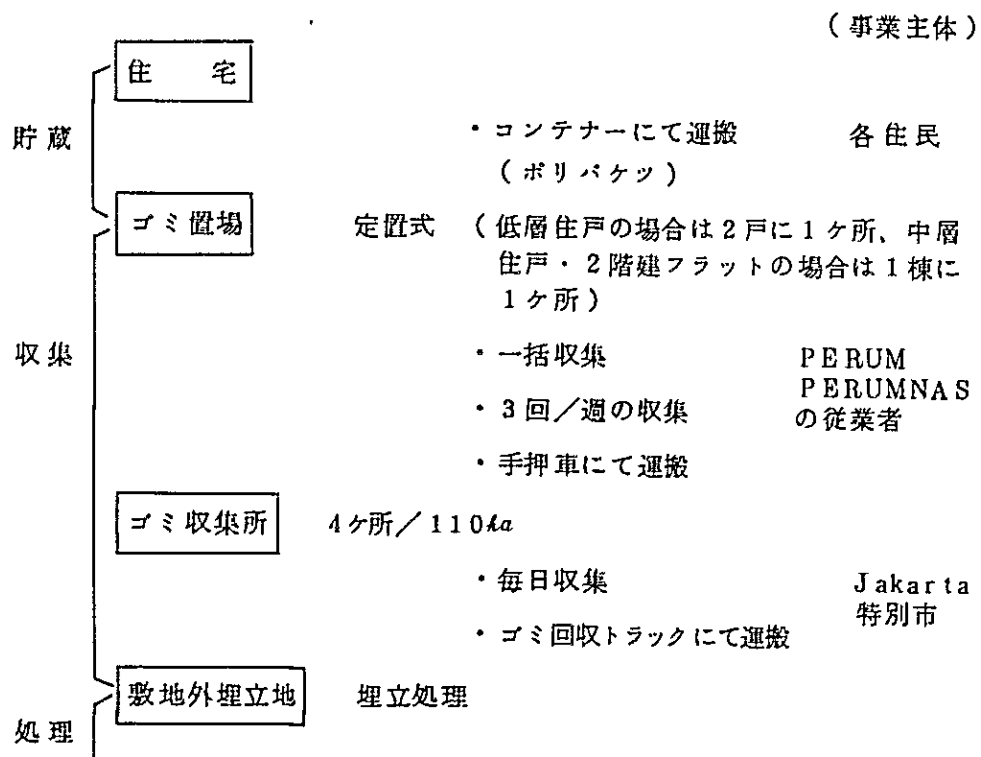 (事業主体)
住　宅
貯蔵
・コンテナーにて運搬　各住民
(ポリバケツ)
ゴミ置場　定置式　(低層住戸の場合は2戸に1ケ所、中層
住戸・2階建フラットの場合は1棟に
1ケ所)
収集
・一括収集　PERUM
PERUMNAS
・3回／週の収集　の従業者
・手押車にて運搬
ゴミ収集所　4ケ所／110ha
・毎日収集　Jakarta
特別市
・ゴミ回収トラックにて運搬
敷地外埋立地　埋立処理
処理